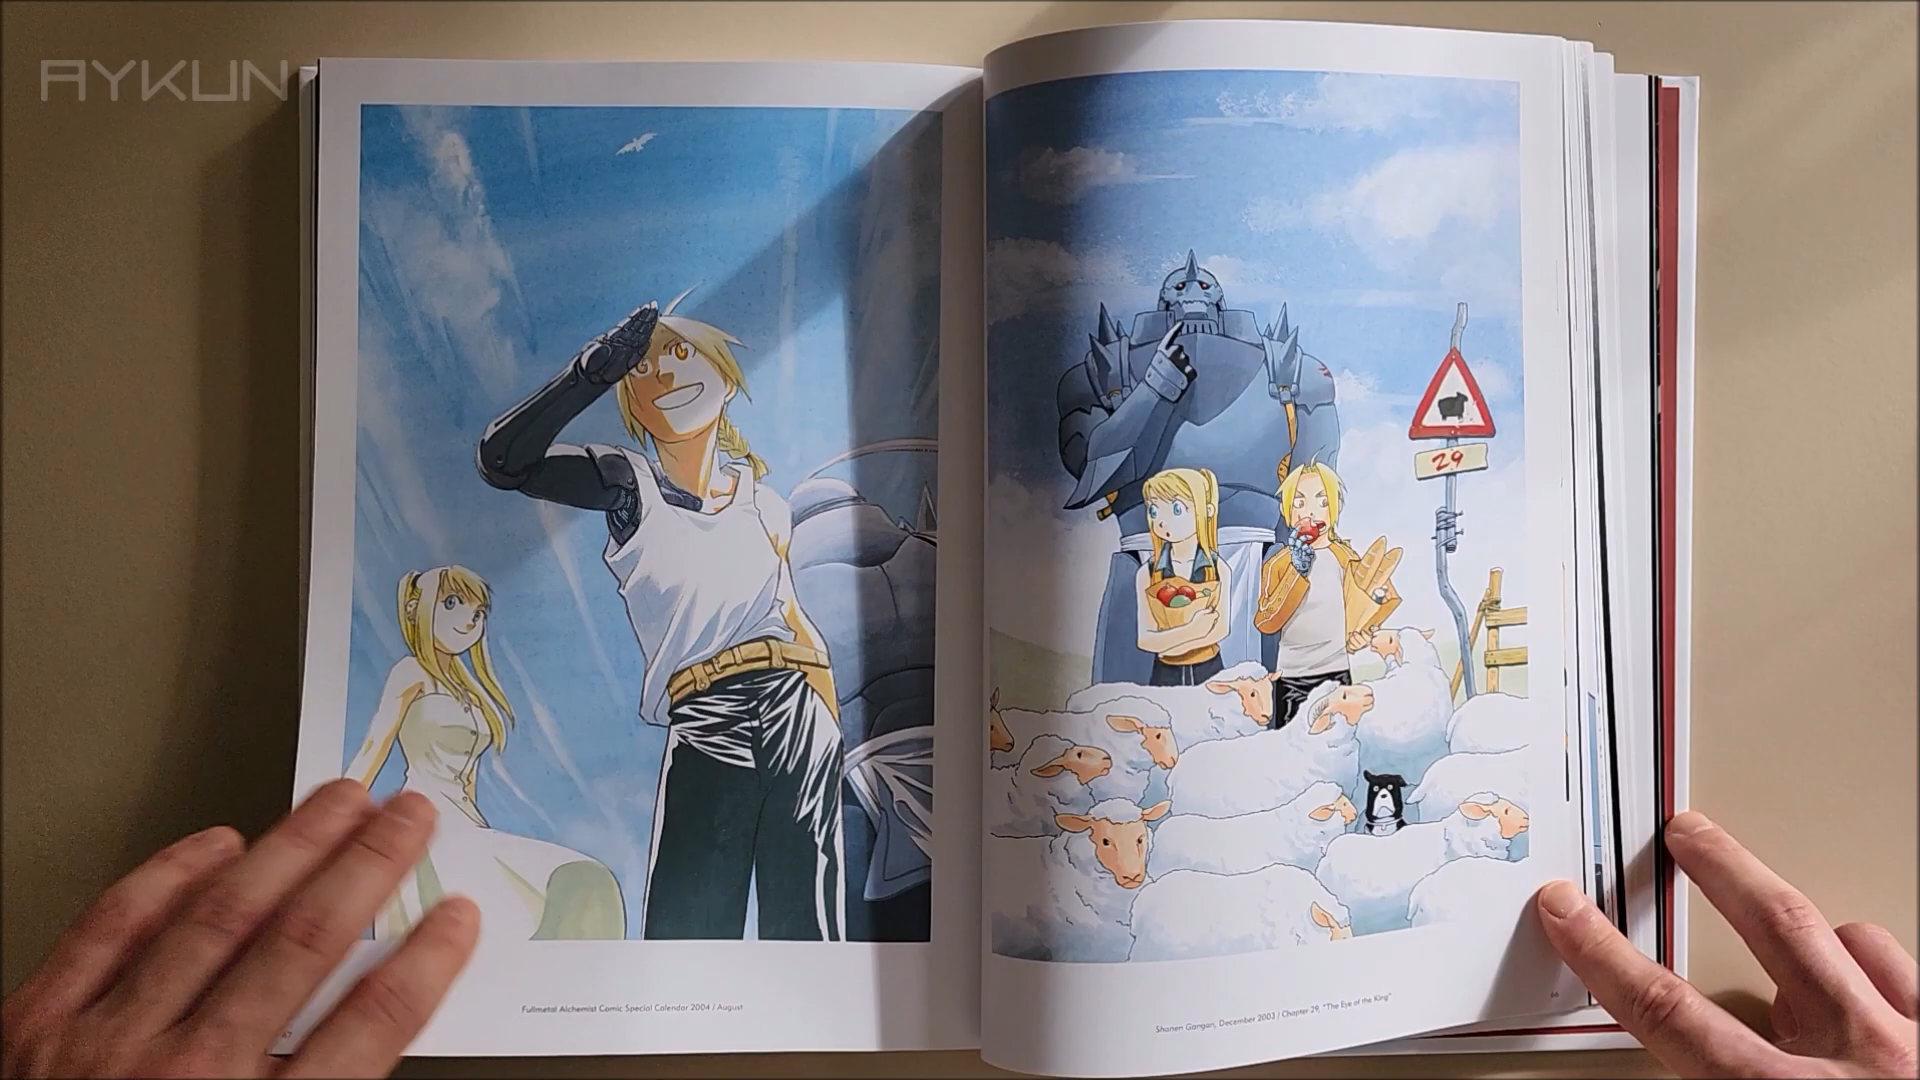 AYKUN
29
Fullmetal Alchemist Comic Special Calendar 2004 / August
Shonen Gangan, December 2003 / Chapter 29, "The Eye of the King"
66